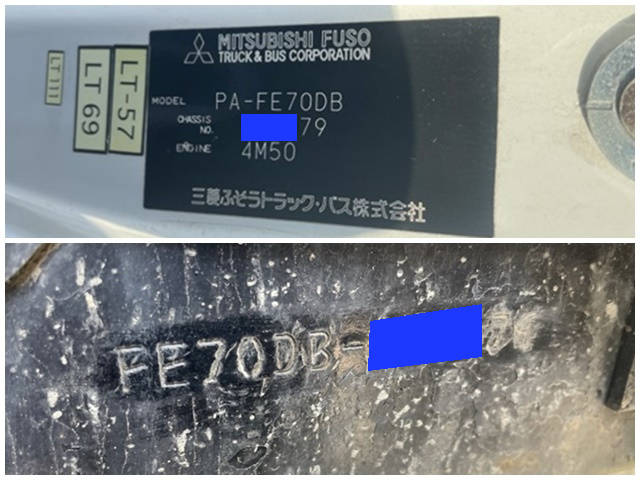 LT111
LT 69
LT-57
MITSUBISHI FUSO
TRUCK & BUS CORPORATION
MODEL PA-FE70DB
CHASSIS NO. 79
ENGINE 4M50
三菱ふそうトラック・バス株式会社
FE70DB-